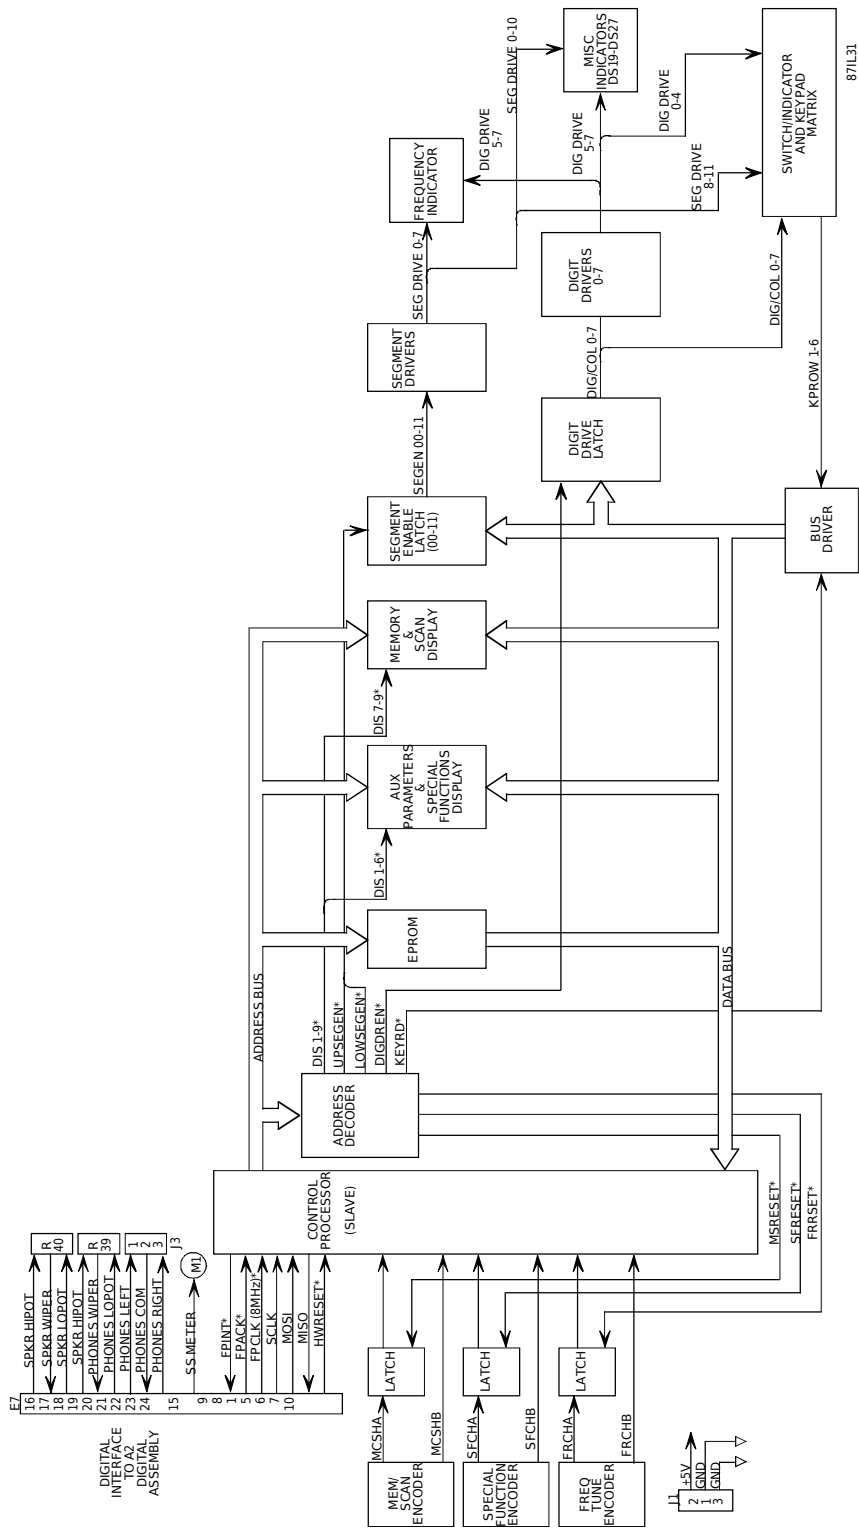 E7
16
17
18
19
20
21
22
23
24
15
9
8
1
5
6
7
10
DIGITAL
INTERFACE
TO A2
DIGITAL
ASSEMBLY
SPKR HIPOT
SPKR WIPER
SPKR LOPOT
SPKR HIPOT
PHONES WIPER
PHONES LOPOT
PHONES LEFT
PHONES COM
PHONES RIGHT
SS METER
FPINT*
FPACK*
FPCLK (8MHz)*
SCLK
MOSI
MISO
HWRESET*
R
40
R
39
1
2
3
J3
M1
CONTROL
PROCESSOR
(SLAVE)
MEM/
SCAN
ENCODER
SPECIAL
FUNCTION
ENCODER
FREQ
TUNE
ENCODER
MCSHA
MCSHB
SFCHA
SFCHB
FRCHA
FRCHB
LATCH
LATCH
LATCH
J1
2
1
3
+5V
GND
GND
MSRESET*
SFRESET*
FRRSET*
ADDRESS
DECODER
ADDRESS BUS
DIS 1-9*
UPSEGEN*
LOWSEGEN*
DIGDREN*
KEYRD*
DATA BUS
EPROM
DIS 1-6*
AUX
PARAMETERS
&
SPECIAL
FUNCTIONS
DISPLAY
DIS 7-9*
MEMORY
&
SCAN
DISPLAY
SEGMENT
ENABLE
LATCH
(00-11)
SEGEN 00-11
SEGMENT
DRIVERS
SEG DRIVE 0-7
FREQUENCY
INDICATOR
DIGIT
DRIVE
LATCH
DIG/COL 0-7
DIGIT
DRIVERS
0-7
DIG DRIVE
5-7
DIG DRIVE
5-7
SEG DRIVE 0-10
MISC
INDICATORS
DS19-DS27
DIG DRIVE
0-4
SEG DRIVE
8-11
DIG/COL 0-7
SWITCH/INDICATOR
AND KEYPAD
MATRIX
KPROW 1-6
BUS
DRIVER
87IL31